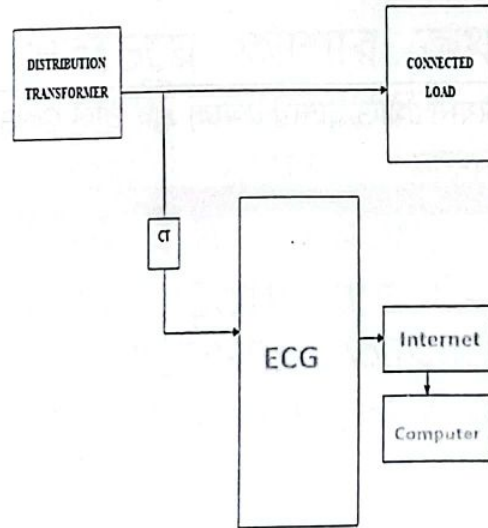 DISTRIBUTION
TRANSFORMER
CONNECTED
LOAD
CT
ECG
Internet
Computer